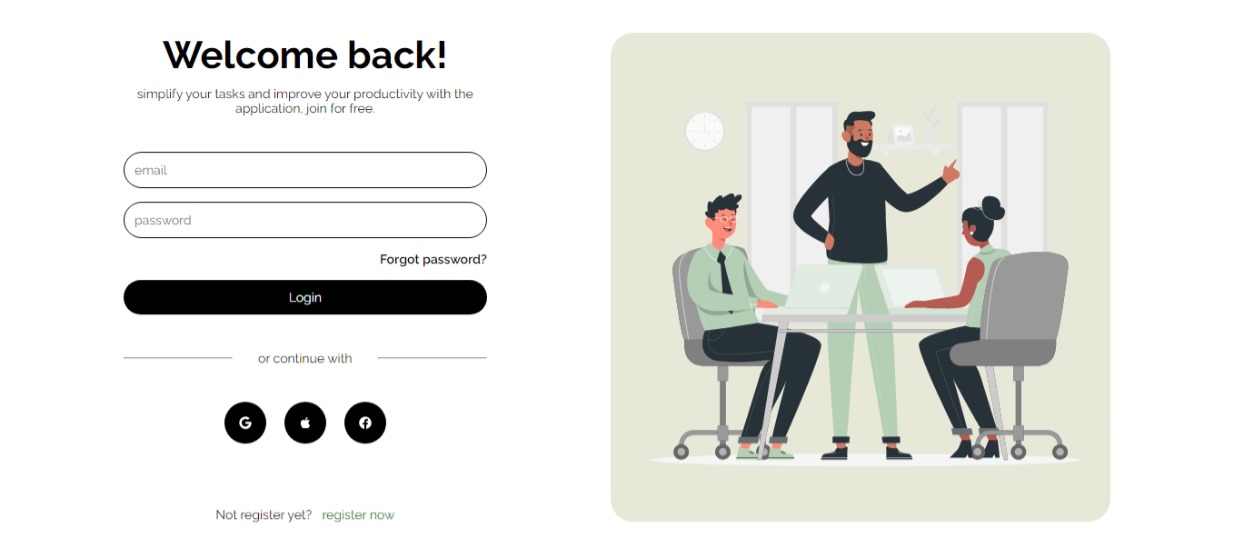 Welcome back!
simplify your tasks and improve your productivity with the
application, join for free.
email
password
Forgot password?
Login
or continue with
Not register yet? register now